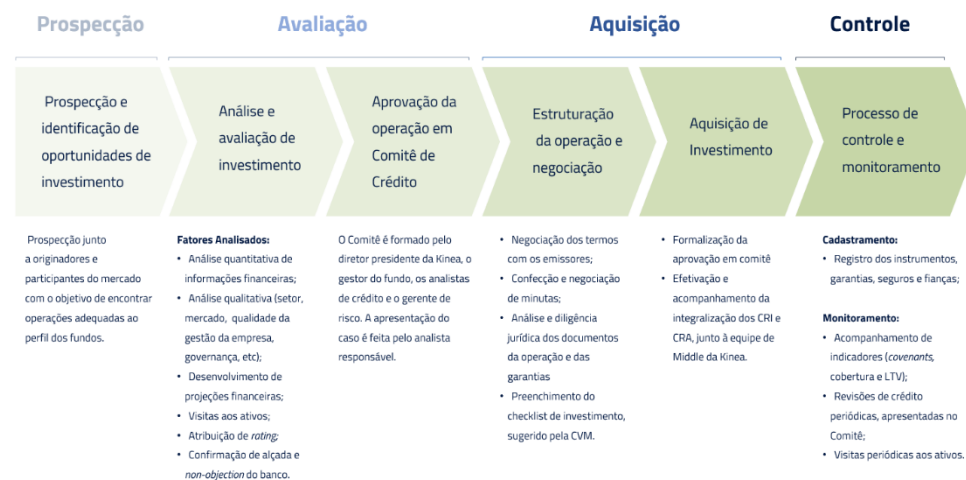 Prospecção
Avaliação
Aquisição
Controle
Prospecção e
identificação de
oportunidades de
investimento
Análise e
avaliação de
investimento
Aprovação da
operação em
Comitê de
Crédito
Estruturação
da operação e
negociação
Aquisição de
Investimento
Processo de
controle e
monitoramento
Prospecção junto
a originadores e
participantes do mercado
com o objetivo de encontrar
operações adequadas ao
perfil dos fundos.
Fatores Analisados:
• Análise quantitativa de
informações financeiras;
• Análise qualitativa (setor,
mercado, qualidade da
gestão da empresa,
governança, etc);
• Desenvolvimento de
projeções financeiras;
• Visitas aos ativos;
• Atribuição de rating;
• Confirmação de alçada e
non-objection do banco.
O Comitê é formado pelo
diretor presidente da Kinea, o
gestor do fundo, os analistas
de crédito e o gerente de
risco. A apresentação do
caso é feita pelo analista
responsável.
• Negociação dos termos
com os emissores;
• Confecção e negociação
de minutas;
• Análise e diligência
jurídica dos documentos
da operação e das
garantias
• Preenchimento do
checklist de investimento,
sugerido pela CVM.
• Formalização da
aprovação em comitê
• Efetivação e
acompanhamento da
integralização dos CRI e
CRA, junto à equipe de
Middle da Kinea.
Cadastramento:
• Registro dos instrumentos,
garantias, seguros e fianças;
Monitoramento:
• Acompanhamento de
indicadores (covenants,
cobertura e LTV);
• Revisões de crédito
periódicas, apresentadas no
Comitê;
• Visitas periódicas aos ativos.